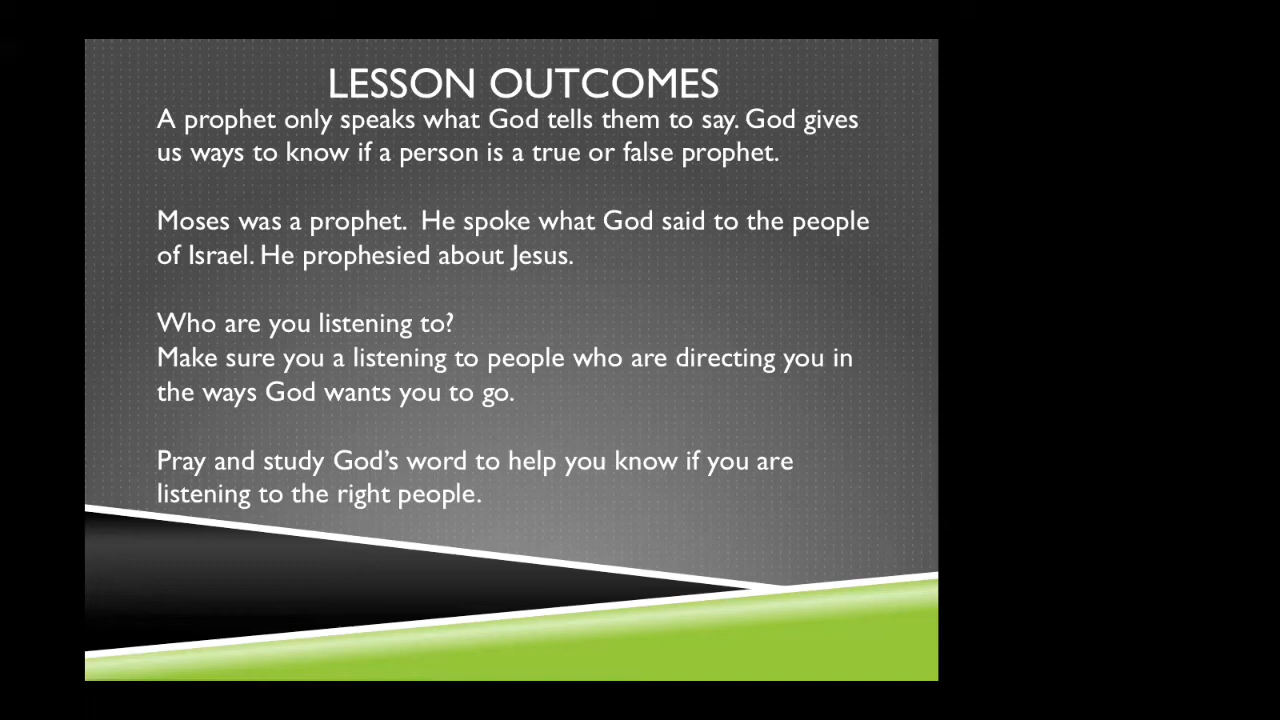 LESSON OUTCOMES
A prophet only speaks what God tells them to say. God gives
us ways to know if a person is a true or false prophet.
Moses was a prophet.  He spoke what God said to the people
of Israel. He prophesied about Jesus.
Who are you listening to?
Make sure you a listening to people who are directing you in
the ways God wants you to go.
Pray and study God’s word to help you know if you are
listening to the right people.